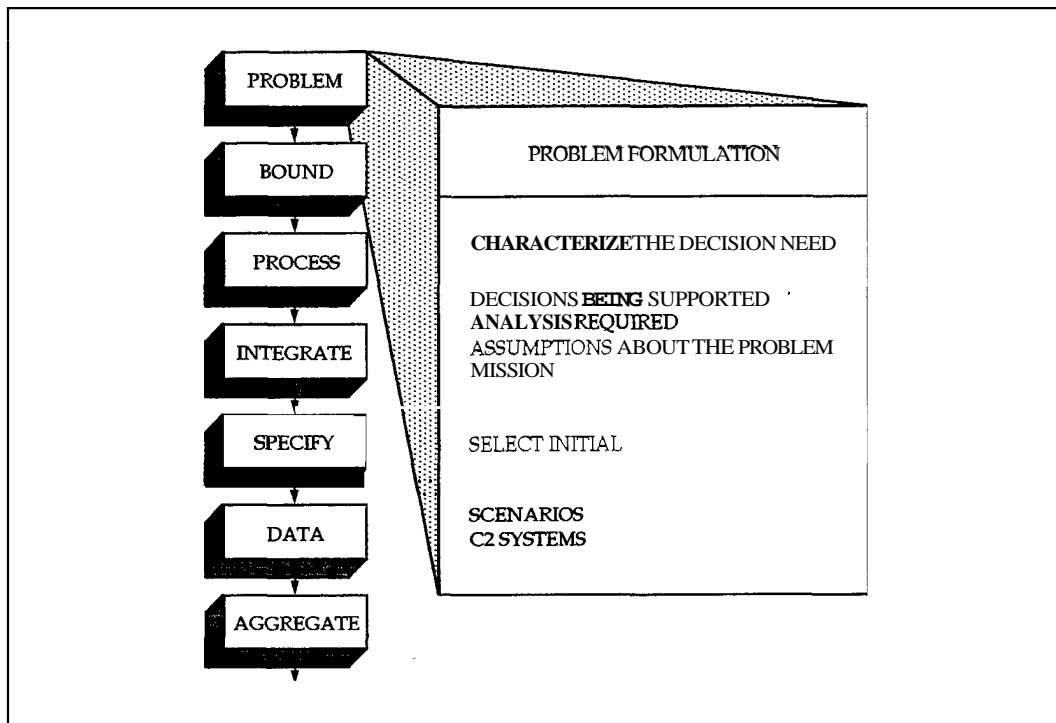 PROBLEM
BOUND
PROCESS
INTEGRATE
SPECIFY
DATA
AGGREGATE
PROBLEM FORMULATION
CHARACTERIZE THE DECISION NEED
DECISIONS BEING SUPPORTED
ANALYSIS REQUIRED
ASSUMPTIONS ABOUT THE PROBLEM
MISSION
SELECT INITIAL
SCENARIOS
C2 SYSTEMS